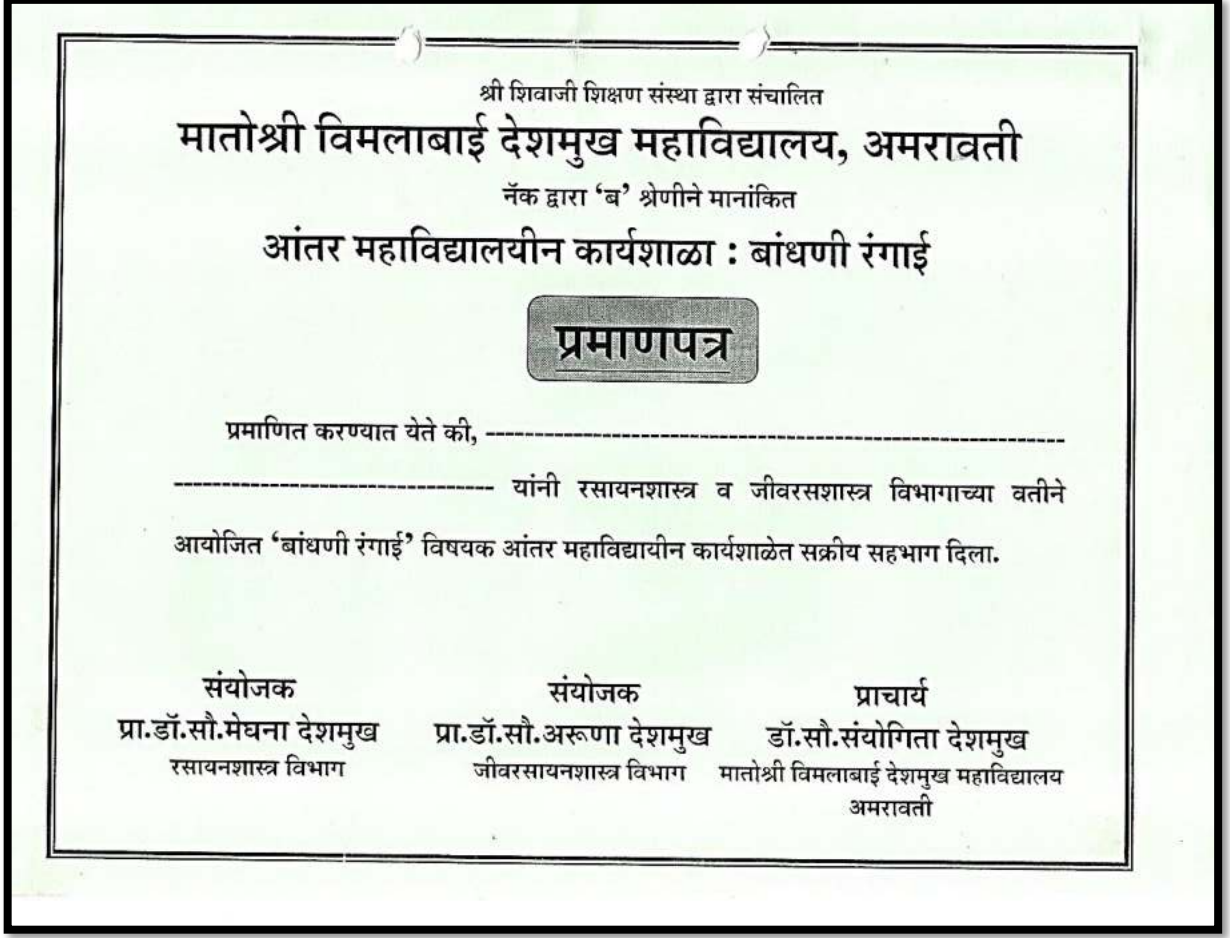 श्री शिवाजी शिक्षण संस्था द्वारा संचालित
मातोश्री विमलाबाई देशमुख महाविद्यालय, अमरावती
नॅक द्वारा ‘ब’ श्रेणीने मानांकित
आंतर महाविद्यालयीन कार्यशाळा : बांधणी रंगाई
प्रमाणपत्र
प्रमाणित करण्यात येते की, ------------------------------------------------------------
--------------------------------- यांनी रसायनशास्त्र व जीवरसशास्त्र विभागाच्या वतीने
आयोजित ‘बांधणी रंगाई’ विषयक आंतर महाविद्यायीन कार्यशाळेत सक्रीय सहभाग दिला.
संयोजक संयोजक प्राचार्य
प्रा.डॉ.सौ.मेघना देशमुख प्रा.डॉ.सौ.अरूणा देशमुख डॉ.सौ.संयोगिता देशमुख
रसायनशास्त्र विभाग जीवरसायनशास्त्र विभाग मातोश्री विमलाबाई देशमुख महाविद्यालय
अमरावती